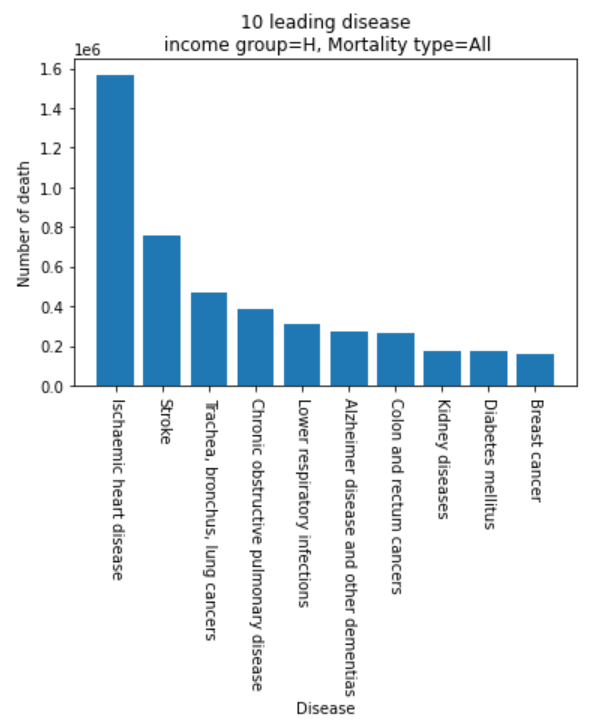 10 leading disease
income group=H, Mortality type=All
1e6
1.6
1.4
1.2
1.0
0.8
0.6
0.4
0.2
0.0
Number of death
Ischaemic heart disease
Stroke
Trachea, bronchus, lung cancers
Chronic obstructive pulmonary disease
Lower respiratory infections
Alzheimer disease and other dementias
Colon and rectum cancers
Kidney diseases
Diabetes mellitus
Breast cancer
Disease